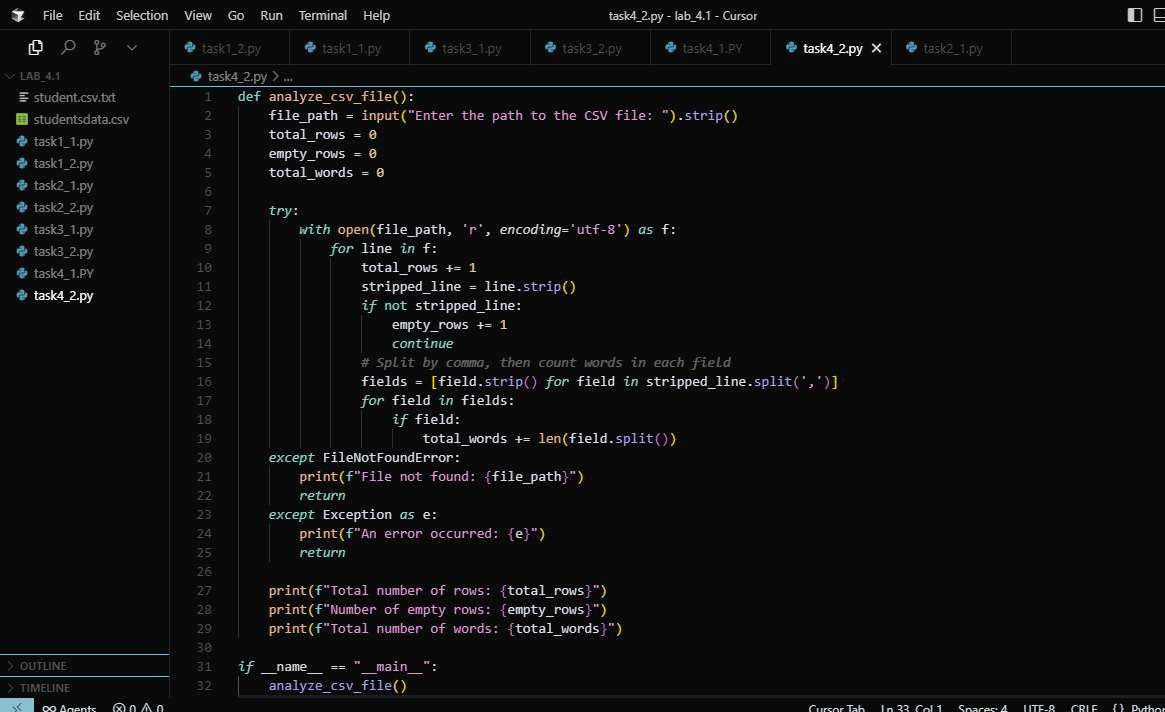 File Edit Selection View Go Run Terminal Help task4_2.py - lab_4.1 - Cursor
task1_2.py task1_1.py task3_1.py task3_2.py task4_1.PY task4_2.py task2_1.py
LAB_4.1
student.csv.txt
studentsdata.csv
task1_1.py
task1_2.py
task2_1.py
task2_2.py
task3_1.py
task3_2.py
task4_1.PY
task4_2.py
OUTLINE
TIMELINE
task4_2.py > ...
1 def analyze_csv_file():
2     file_path = input("Enter the path to the CSV file: ").strip()
3     total_rows = 0
4     empty_rows = 0
5     total_words = 0
6
7     try:
8         with open(file_path, 'r', encoding='utf-8') as f:
9             for line in f:
10                 total_rows += 1
11                 stripped_line = line.strip()
12                 if not stripped_line:
13                     empty_rows += 1
14                     continue
15                 # Split by comma, then count words in each field
16                 fields = [field.strip() for field in stripped_line.split(',')]
17                 for field in fields:
18                     if field:
19                         total_words += len(field.split())
20     except FileNotFoundError:
21         print(f"File not found: {file_path}")
22         return
23     except Exception as e:
24         print(f"An error occurred: {e}")
25         return
26
27     print(f"Total number of rows: {total_rows}")
28     print(f"Number of empty rows: {empty_rows}")
29     print(f"Total number of words: {total_words}")
30
31 if __name__ == "__main__":
32     analyze_csv_file()
Agents 0 0 Cursor Tab Ln 33, Col 1 Spaces: 4 UTF-8 CRLF {} Python